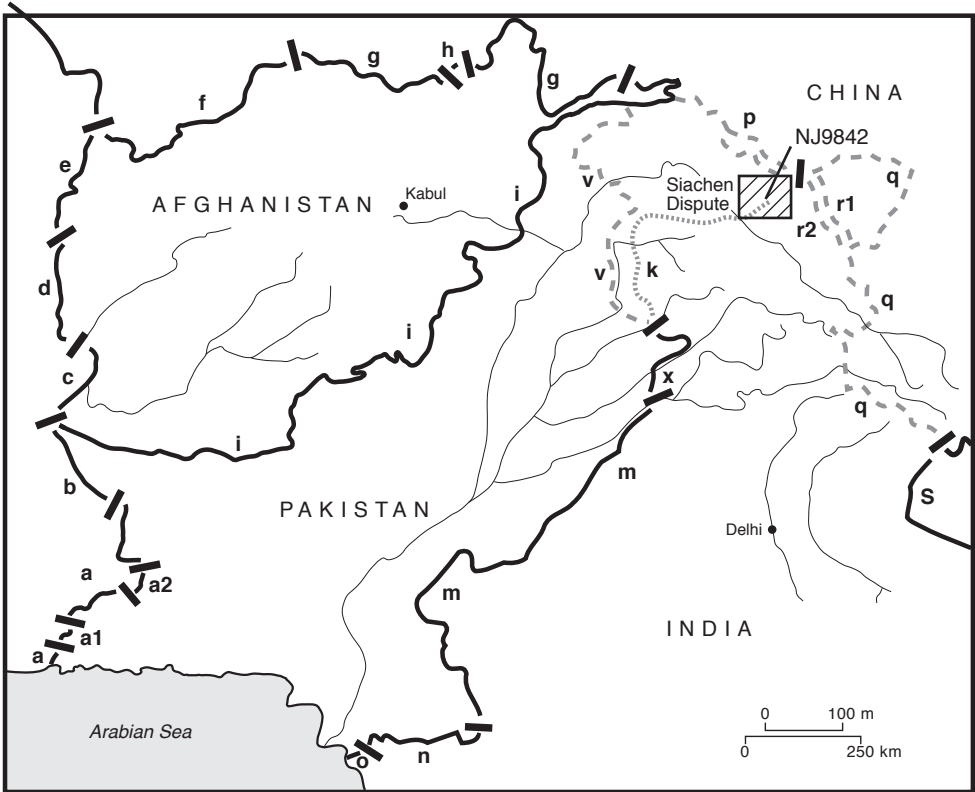 h
g
g
CHINA
f
p
NJ9842
e
v
Siachen
Dispute
q
AFGHANISTAN
Kabul
i
r1
r2
d
v
k
q
i
c
x
q
i
m
b
PAKISTAN
S
Delhi
a
a2
m
a1
INDIA
a
Arabian Sea
0 100 m
o
n
0 250 km